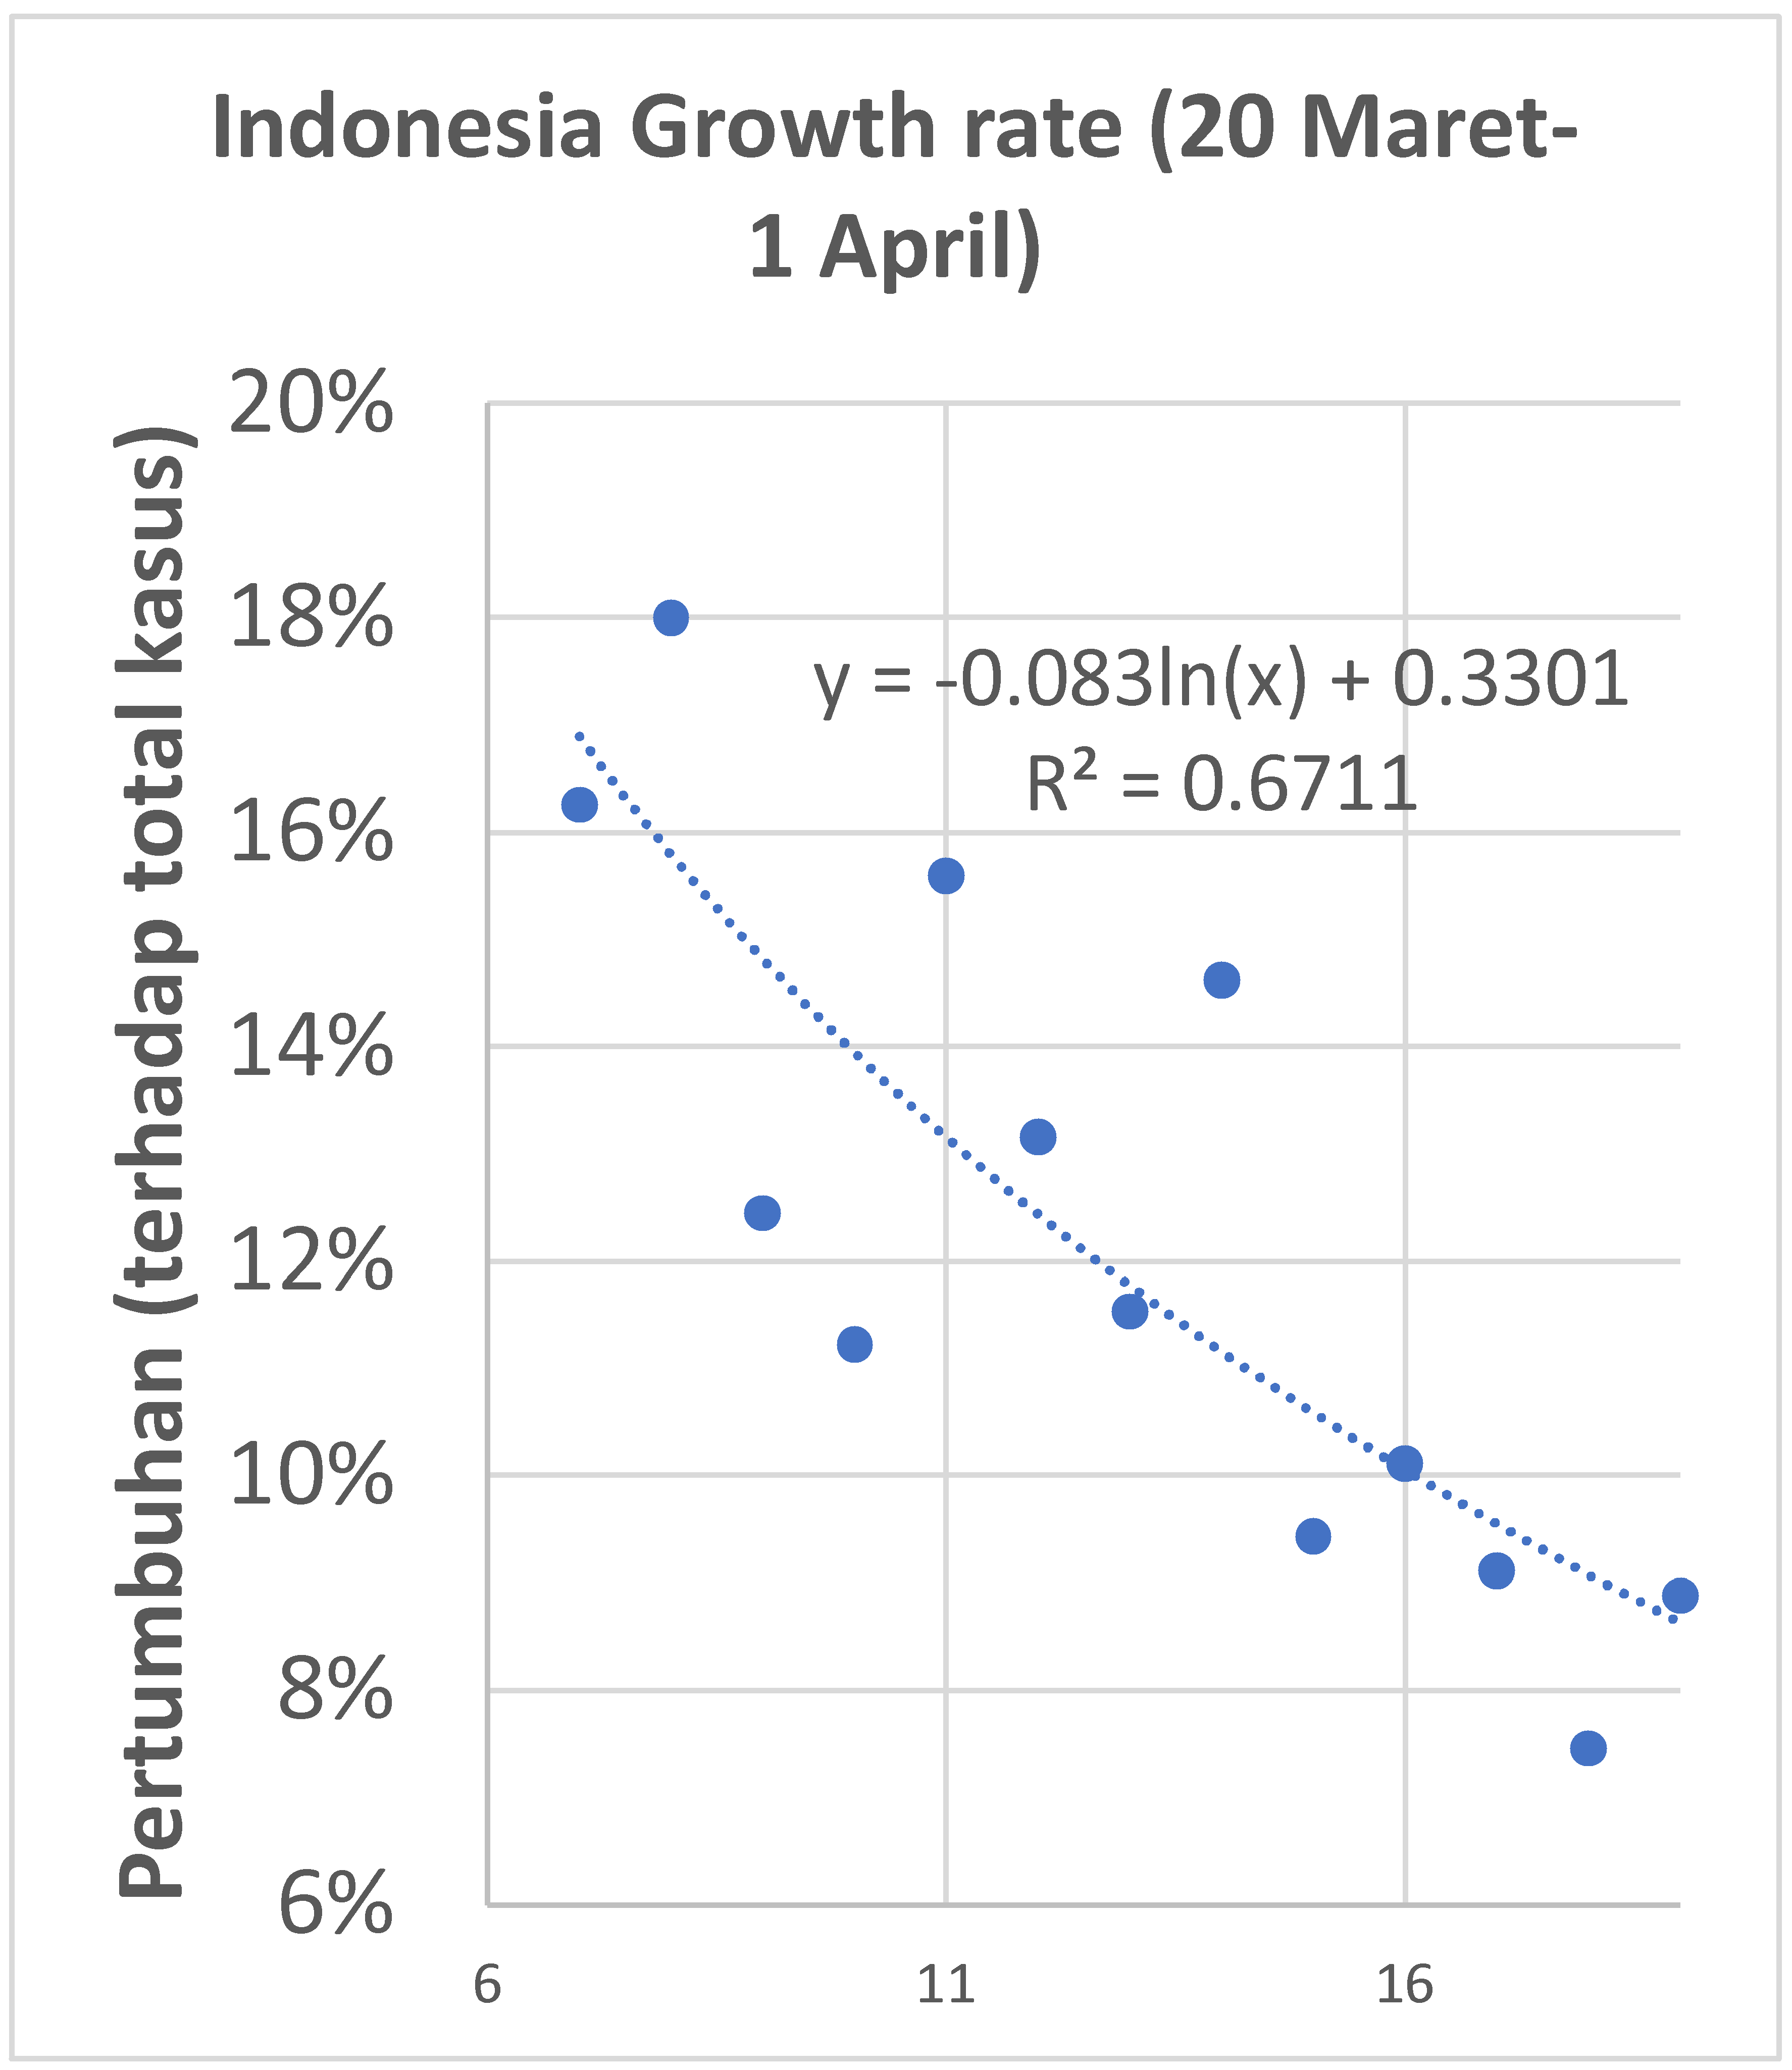 Indonesia Growth rate (20 Maret-
1 April)
Pertumbuhan (terhadap total kasus)
20%
18%
16%
14%
12%
10%
8%
6%
y = -0.083ln(x) + 0.3301
R² = 0.6711
6 11 16